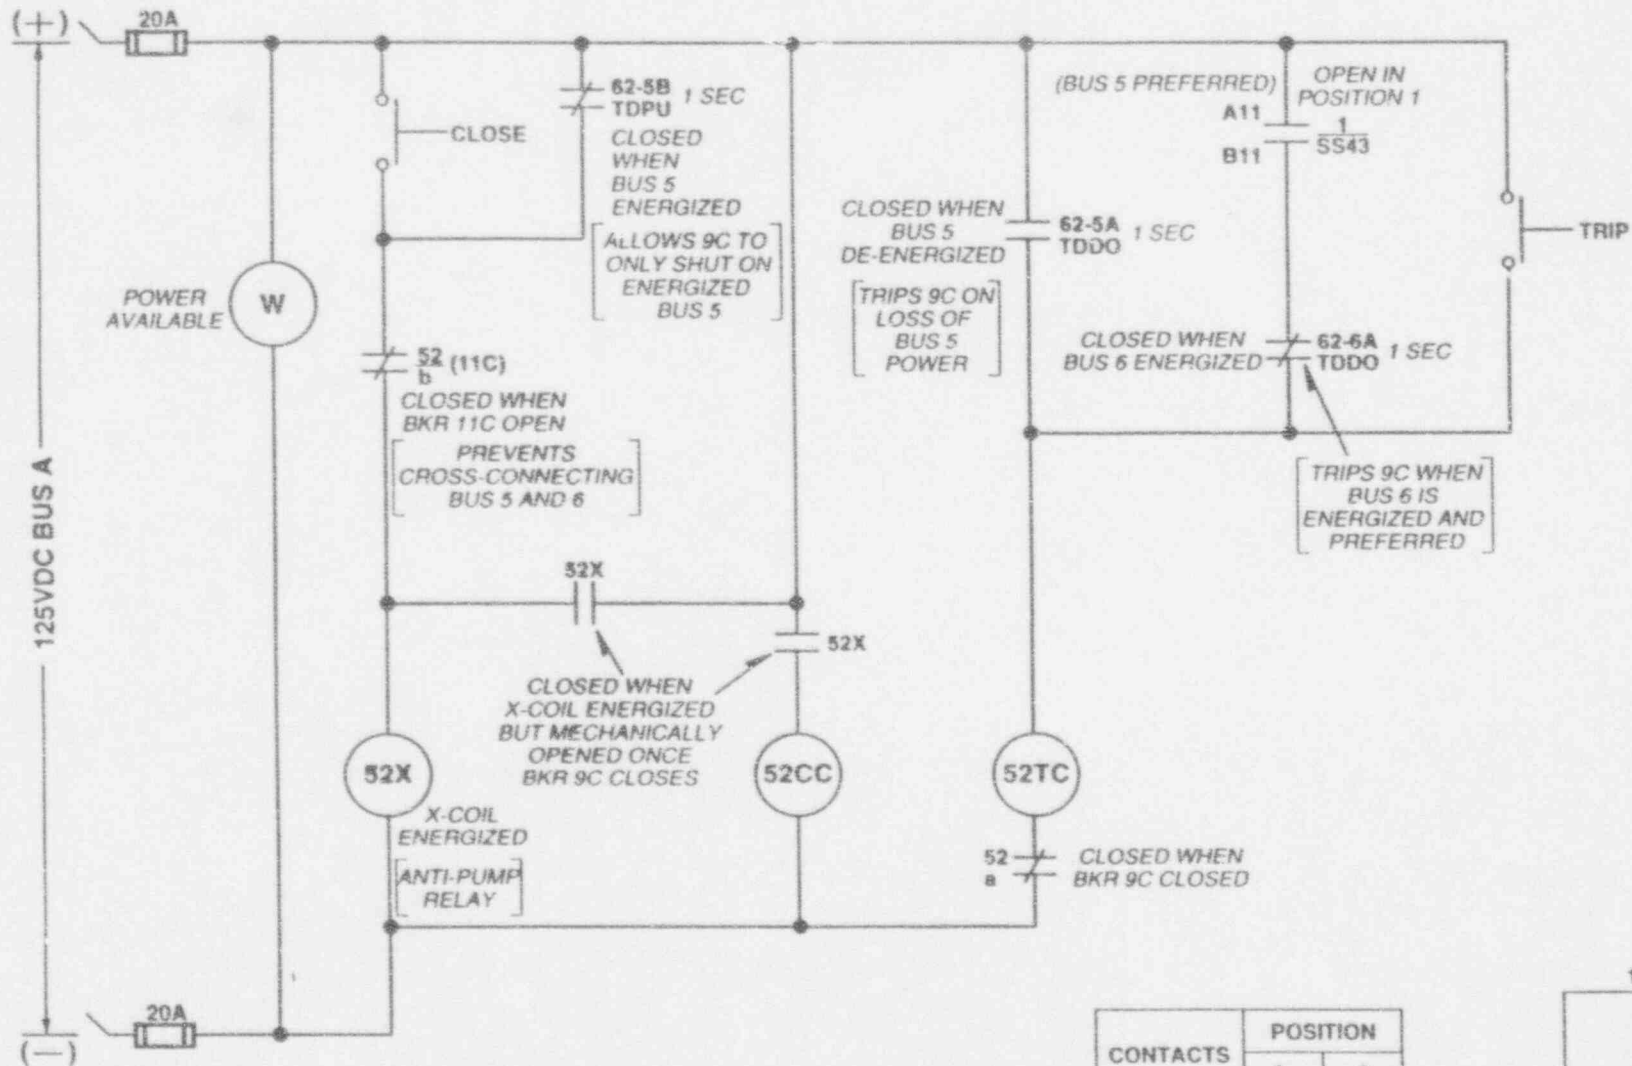 (+)
20A
125VDC BUS A
(—)
20A
POWER
AVAILABLE
W
CLOSE
62-5B
TDPU
1 SEC
CLOSED
WHEN
BUS 5
ENERGIZED
ALLOWS 9C TO
ONLY SHUT ON
ENERGIZED
BUS 5
52
b
(11C)
CLOSED WHEN
BKR 11C OPEN
PREVENTS
CROSS-CONNECTING
BUS 5 AND 6
52X
52X
CLOSED WHEN
X-COIL ENERGIZED
BUT MECHANICALLY
OPENED ONCE
BKR 9C CLOSES
52X
X-COIL
ENERGIZED
ANTI-PUMP
RELAY
52CC
CLOSED WHEN
BUS 5
DE-ENERGIZED
62-5A
TDDO
1 SEC
TRIPS 9C ON
LOSS OF
BUS 5
POWER
(BUS 5 PREFERRED)
OPEN IN
POSITION 1
A11
B11
1
SS43
CLOSED WHEN
BUS 6 ENERGIZED
62-6A
TDDO
1 SEC
TRIP
TRIPS 9C WHEN
BUS 6 IS
ENERGIZED AND
PREFERRED
52TC
52
a
CLOSED WHEN
BKR 9C CLOSED
CONTACTS
POSITION